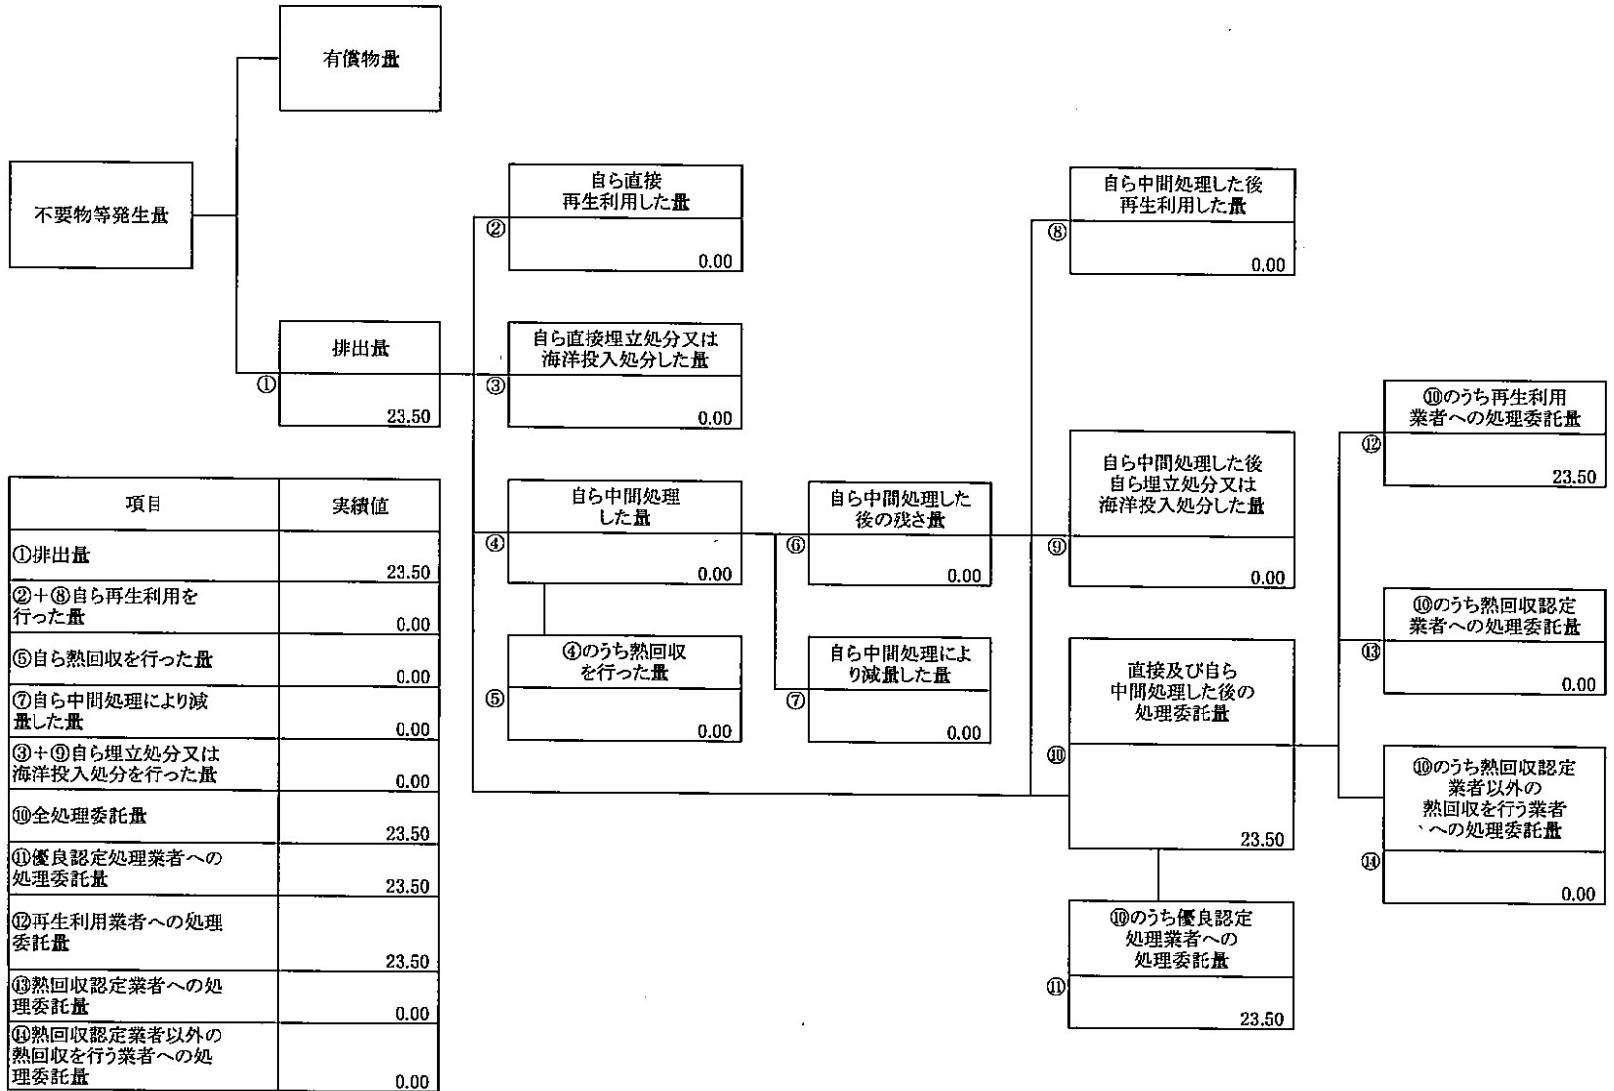 有償物量
不要物等発生量
排出量
①
23.50
自ら直接
再生利用した量
②
0.00
自ら直接埋立処分又は
海洋投入処分した量
③
0.00
自ら中間処理
した量
④
0.00
④のうち熱回収
を行った量
⑤
0.00
自ら中間処理した
後の残さ量
⑥
0.00
自ら中間処理によ
り減量した量
⑦
0.00
自ら中間処理した後
再生利用した量
⑧
0.00
自ら中間処理した後
自ら埋立処分又は
海洋投入処分した量
⑨
0.00
直接及び自ら
中間処理した後の
処理委託量
⑩
23.50
⑩のうち優良認定
処理業者への
処理委託量
⑪
23.50
⑩のうち再生利用
業者への処理委託量
⑫
23.50
⑩のうち熱回収認定
業者への処理委託量
⑬
0.00
⑩のうち熱回収認定
業者以外の
熱回収を行う業者
への処理委託量
⑭
0.00
項目 実績値
①排出量
23.50
②+⑧自ら再生利用を
行った量
0.00
⑤自ら熱回収を行った量
0.00
⑦自ら中間処理により減
量した量
0.00
③+⑨自ら埋立処分又は
海洋投入処分を行った量
0.00
⑩全処理委託量
23.50
⑪優良認定処理業者への
処理委託量
23.50
⑫再生利用業者への処理
委託量
23.50
⑬熱回収認定業者への処
理委託量
0.00
⑭熱回収認定業者以外の
熱回収を行う業者への処
理委託量
0.00